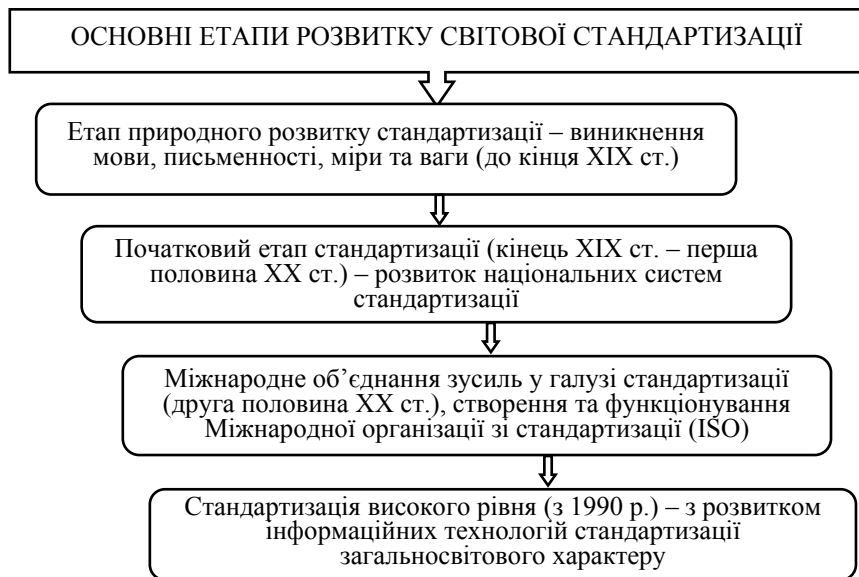 ОСНОВНІ ЕТАПИ РОЗВИТКУ СВІТОВОЇ СТАНДАРТИЗАЦІЇ
Етап природного розвитку стандартизації – виникнення
мови, писемності, міри та ваги (до кінця XIX ст.)
Початковий етап стандартизації (кінець XIX ст. – перша
половина XX ст.) – розвиток національних систем
стандартизації
Міжнародне об’єднання зусиль у галузі стандартизації
(друга половина XX ст.), створення та функціонування
Міжнародної організації зі стандартизації (ISO)
Стандартизація високого рівня (з 1990 р.) – з розвитком
інформаційних технологій стандартизації
загальносвітового характеру